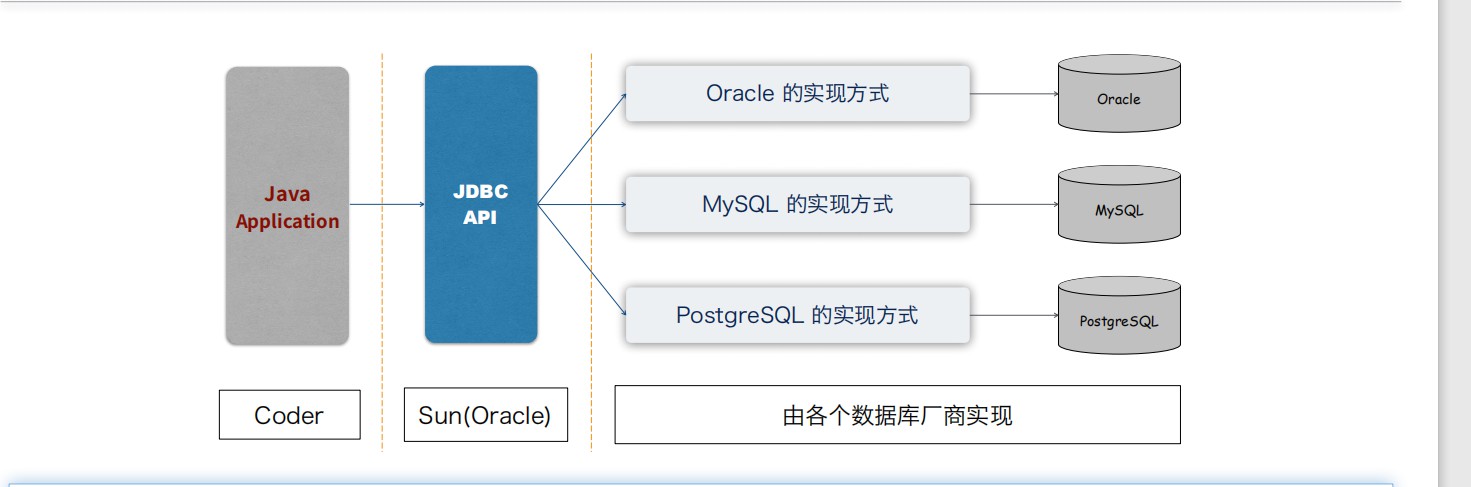 Java
Application
JDBC
API
Oracle 的实现方式
Oracle
MySQL 的实现方式
MySQL
PostgreSQL 的实现方式
PostgreSQL
Coder
Sun(Oracle)
由各个数据库厂商实现